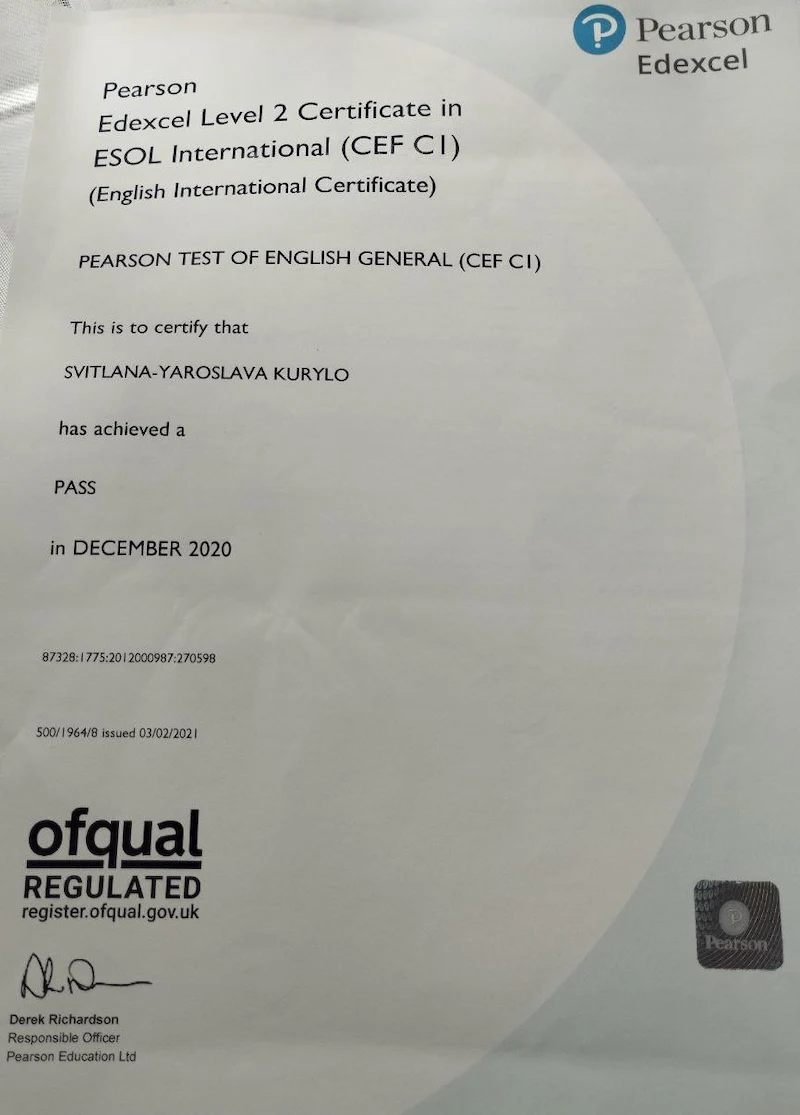 Pearson
Edexcel
Pearson
Edexcel Level 2 Certificate in
ESOL International (CEF C1)
(English International Certificate)
PEARSON TEST OF ENGLISH GENERAL (CEF C1)
This is to certify that
SVITLANA-YAROSLAVA KURYLO
has achieved a
PASS
in DECEMBER 2020
87328:1775:2012000987:270598
500/1964/8 issued 03/02/2021
ofqual
REGULATED
register.ofqual.gov.uk
Derek Richardson
Responsible Officer
Pearson Education Ltd
Pearson